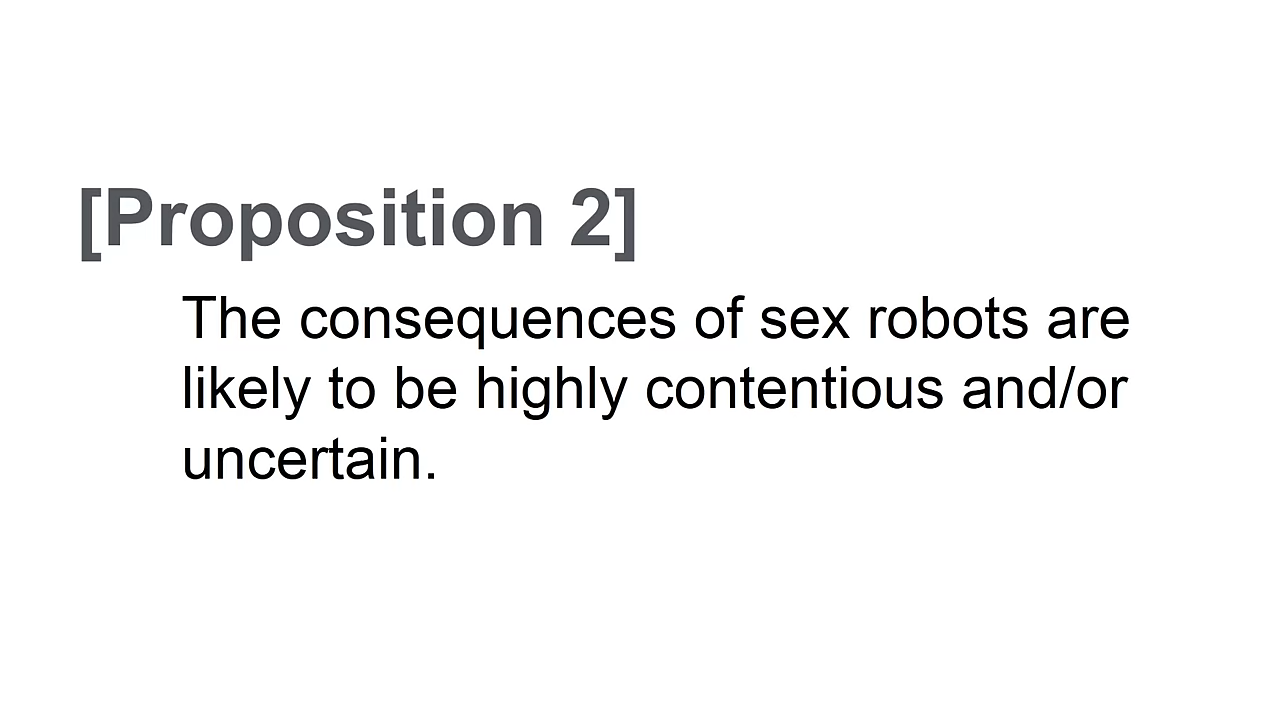 [Proposition 2]
The consequences of sex robots are
likely to be highly contentious and/or
uncertain.